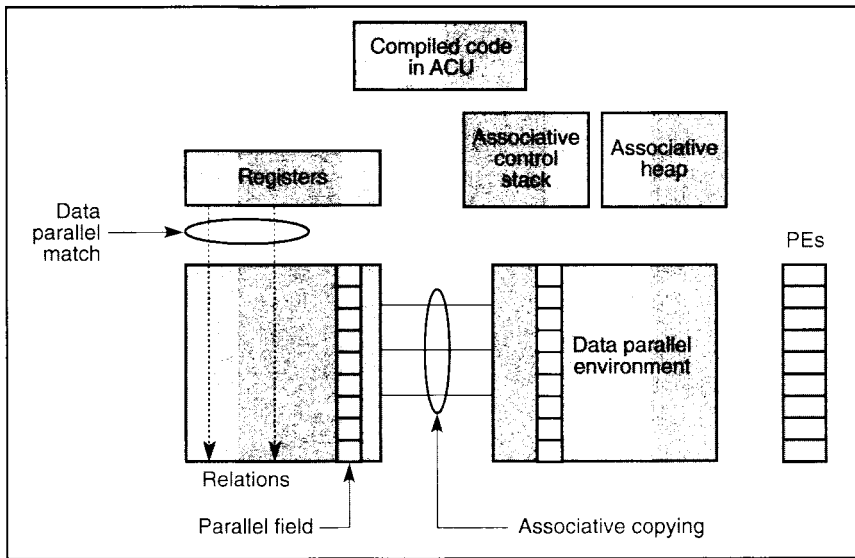 Compiled code
in ACU
Associative
control
stack
Associative
heap
Registers
Data
parallel
match
PEs
Data parallel
environment
Relations
Parallel field
Associative copying